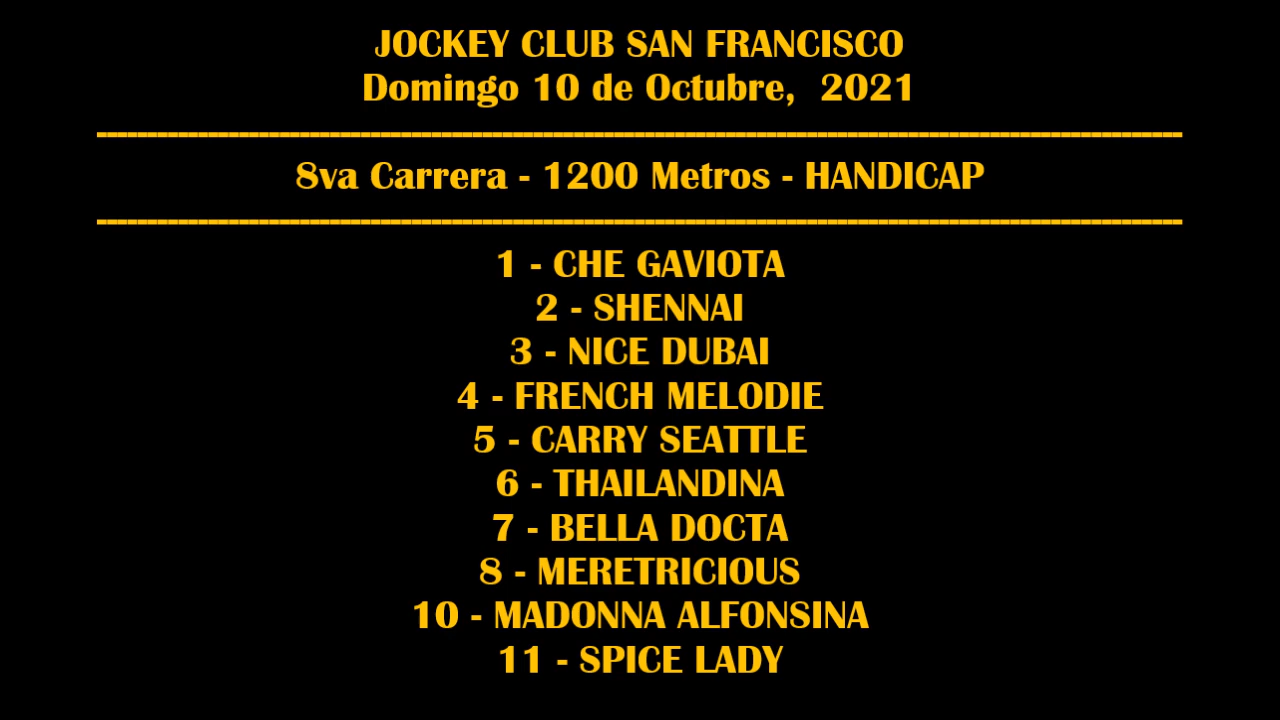 JOCKEY CLUB SAN FRANCISCO
Domingo 10 de Octubre, 2021
8va Carrera - 1200 Metros - HANDICAP
1 - CHE GAVIOTA
2 - SHENNAI
3 - NICE DUBAI
4 - FRENCH MELODIE
5 - CARRY SEATTLE
6 - THAILANDINA
7 - BELLA DOCTA
8 - MERETRICIOUS
10 - MADONNA ALFONSINA
11 - SPICE LADY